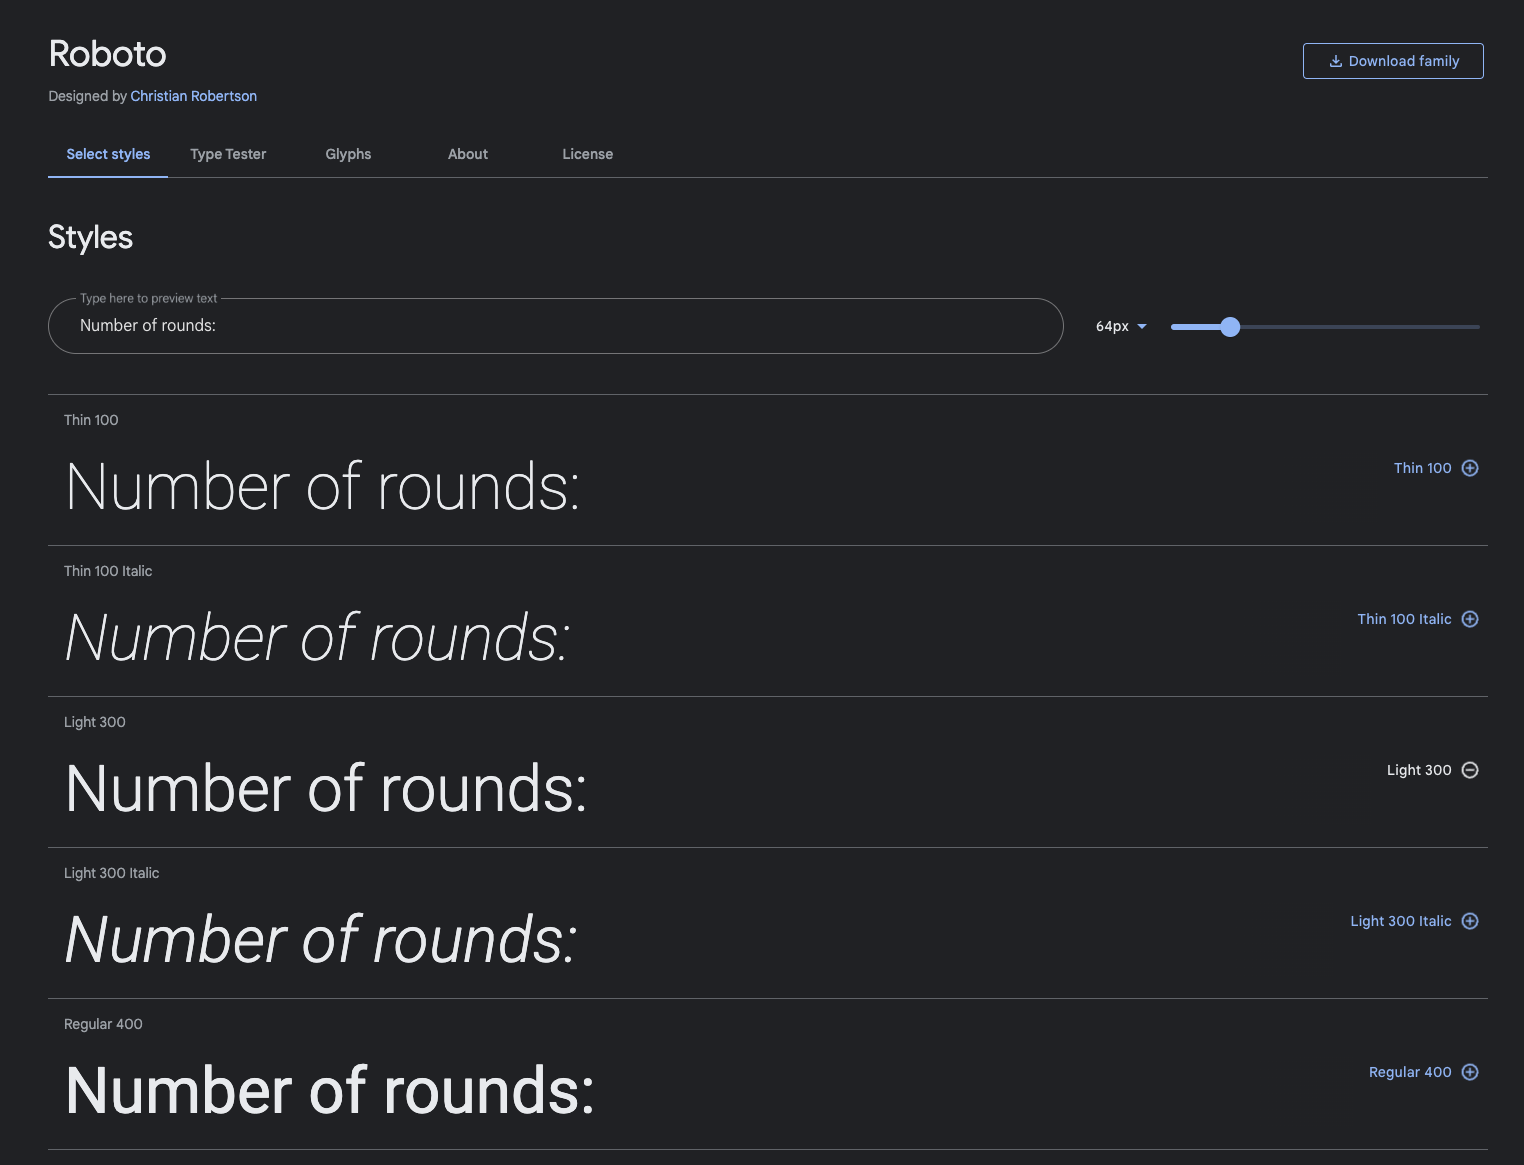 Roboto
Download family
Designed by Christian Robertson
Select styles Type Tester Glyphs About License
Styles
Type here to preview text
Number of rounds:
64px
Thin 100
Number of rounds:
Thin 100
Thin 100 Italic
Number of rounds:
Thin 100 Italic
Light 300
Number of rounds:
Light 300
Light 300 Italic
Number of rounds:
Light 300 Italic
Regular 400
Number of rounds:
Regular 400